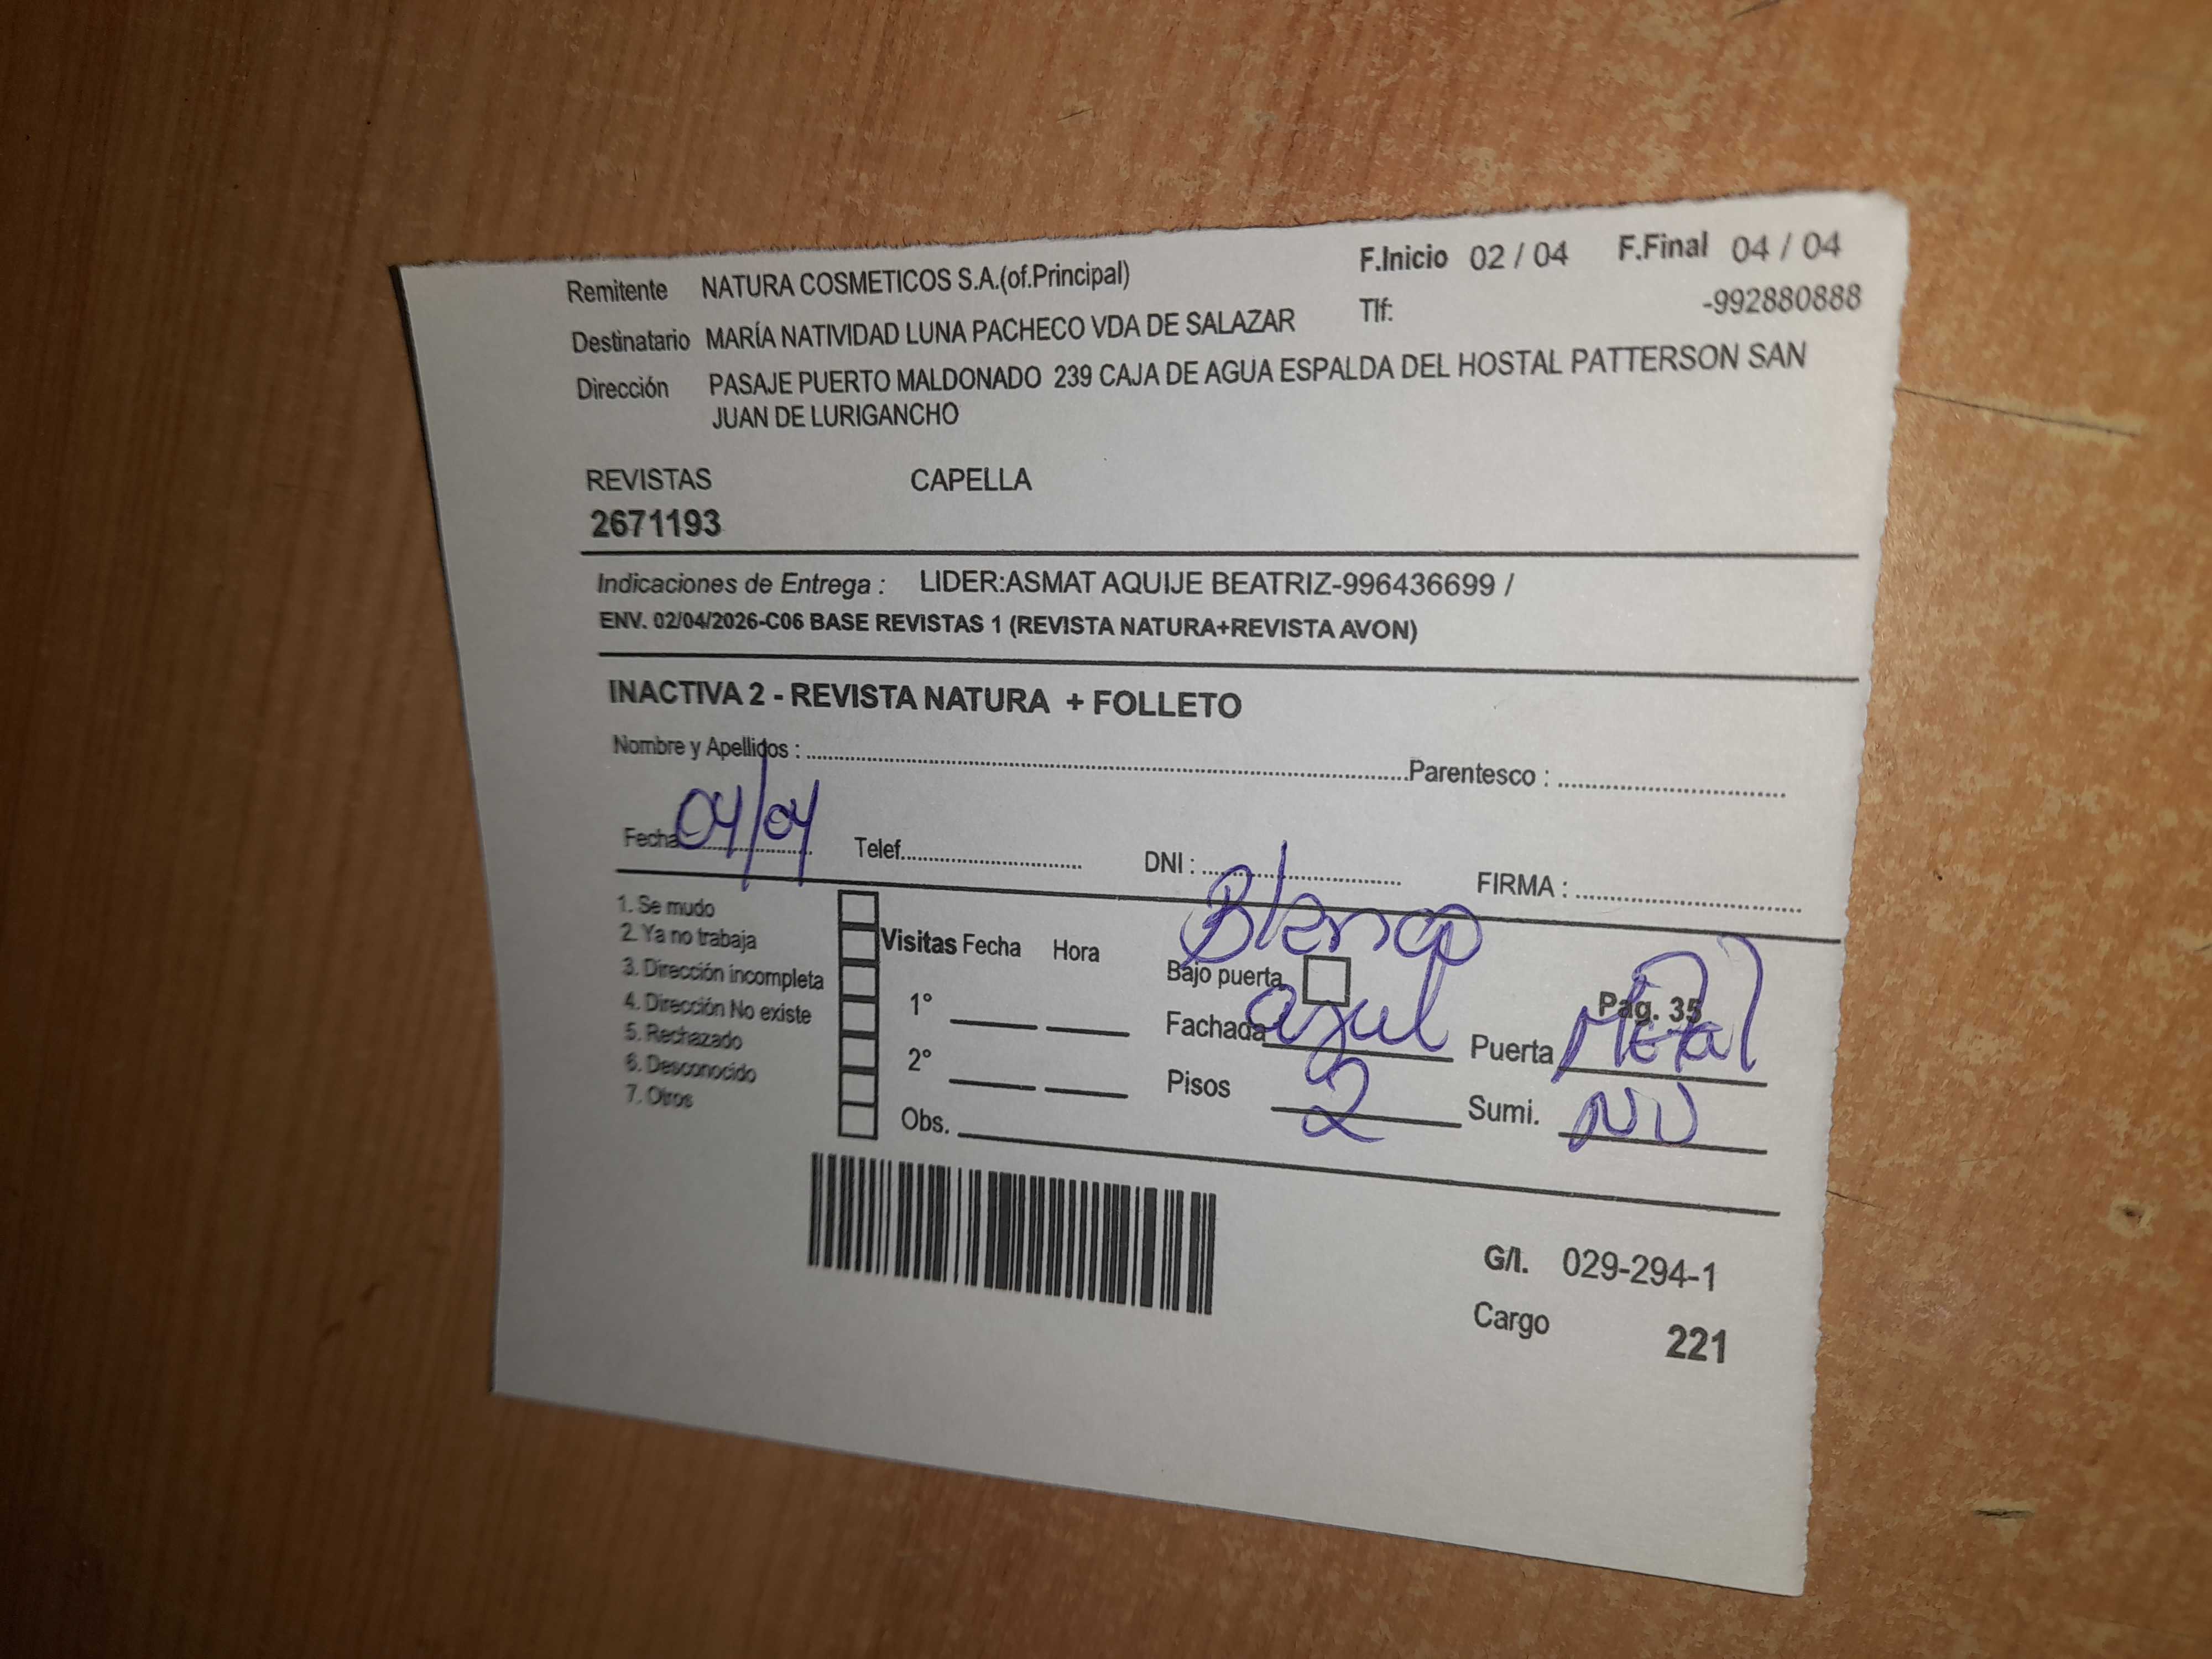 Remitente NATURA COSMETICOS S.A.(of.Principal) F.Inicio 02 / 04 F.Final 04 / 04
Destinatario MARÍA NATIVIDAD LUNA PACHECO VDA DE SALAZAR Tlf: -992880888
Dirección PASAJE PUERTO MALDONADO 239 CAJA DE AGUA ESPALDA DEL HOSTAL PATTERSON SAN
JUAN DE LURIGANCHO
REVISTAS CAPELLA
2671193
Indicaciones de Entrega : LIDER:ASMAT AQUIJE BEATRIZ-996436699 /
ENV. 02/04/2026-C06 BASE REVISTAS 1 (REVISTA NATURA+REVISTA AVON)
INACTIVA 2 - REVISTA NATURA + FOLLETO
Nombre y Apellidos : Parentesco :
Fecha 04/04 Telef. DNI : FIRMA :
1. Se mudo
2. Ya no trabaja
3. Dirección incompleta
4. Dirección No existe
5. Rechazado
6. Desconocido
7. Otros
Visitas Fecha Hora
1°
2°
Obs.
Blanco
Bajo puerta Pag. 35
Fachada azul Puerta Metal
Pisos 2 Sumi.
G/I. 029-294-1
Cargo 221